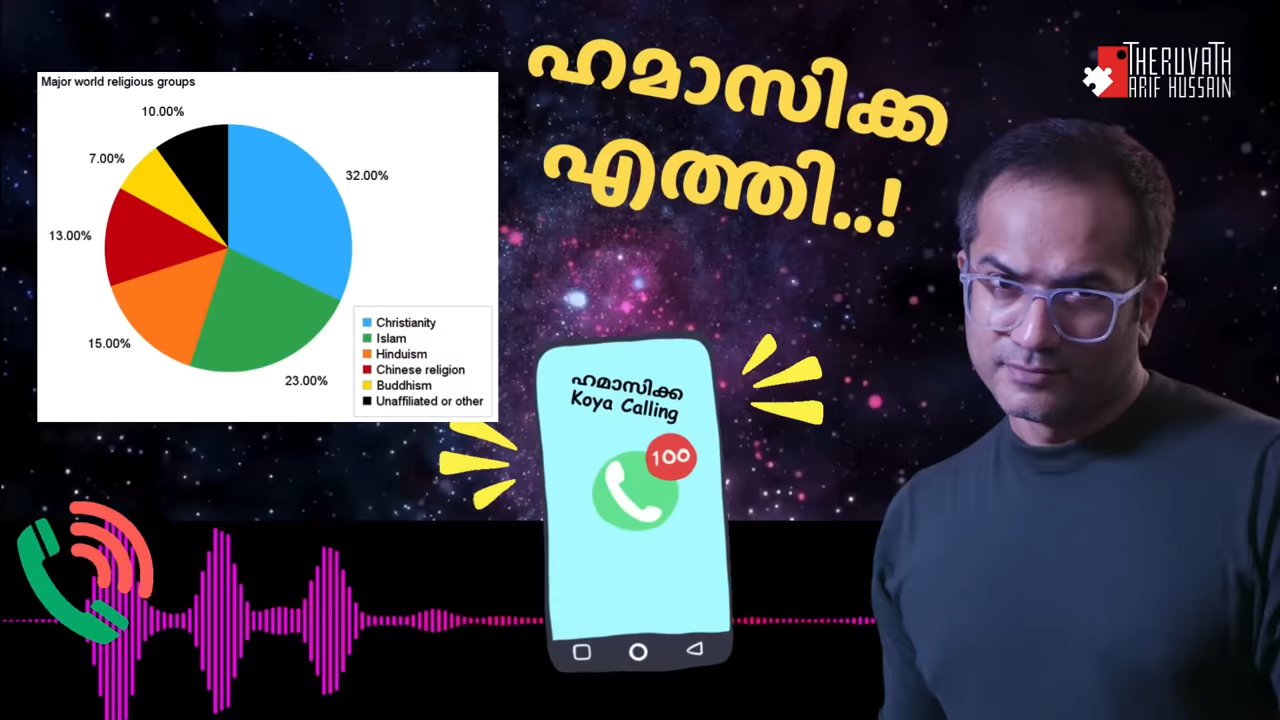 Major world religious groups
10.00%
7.00%
32.00%
13.00%
15.00%
23.00%
Christianity
Islam
Hinduism
Chinese religion
Buddhism
Unaffiliated or other
ഹമാസിക്ക
എത്തി..!
THERUVATH
ARIF HUSSAIN
ഹമാസിക്ക
Koya Calling
100